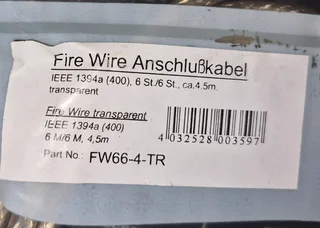 Fire Wire Anschlußkabel
IEEE 1394a (400), 6 St./6 St., ca.4,5m,
transparent
Fire Wire transparent
IEEE 1394a (400)
6 M/6 M, 4,5m
4 032528 003597
Part No.: FW66-4-TR